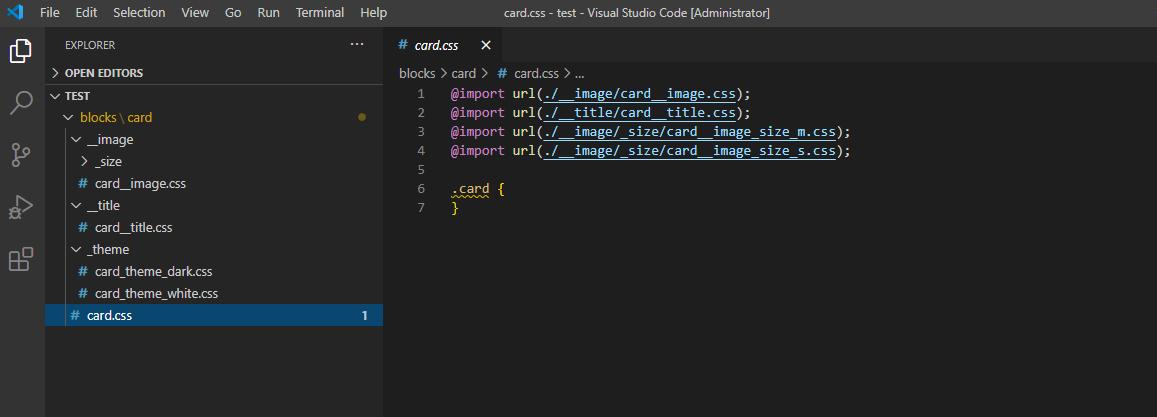 File Edit Selection View Go Run Terminal Help card.css - test - Visual Studio Code [Administrator]
EXPLORER ···
OPEN EDITORS
TEST
blocks \ card
__image
_size
# card__image.css
__title
# card__title.css
_theme
# card_theme_dark.css
# card_theme_white.css
# card.css 1
# card.css ×
blocks > card > # card.css > ...
1 @import url(./__image/card__image.css);
2 @import url(./__title/card__title.css);
3 @import url(./__image/_size/card__image_size_m.css);
4 @import url(./__image/_size/card__image_size_s.css);
5
6 .card {
7 }